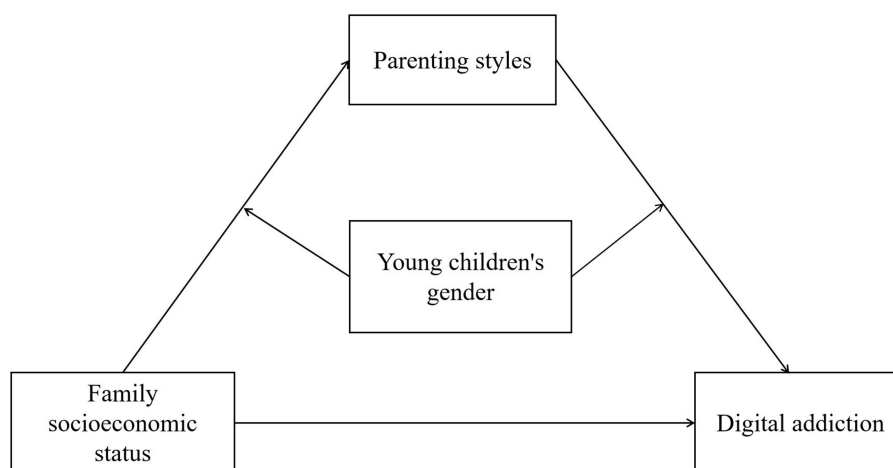 Parenting styles
Young children's
gender
Family
socioeconomic
status
Digital addiction